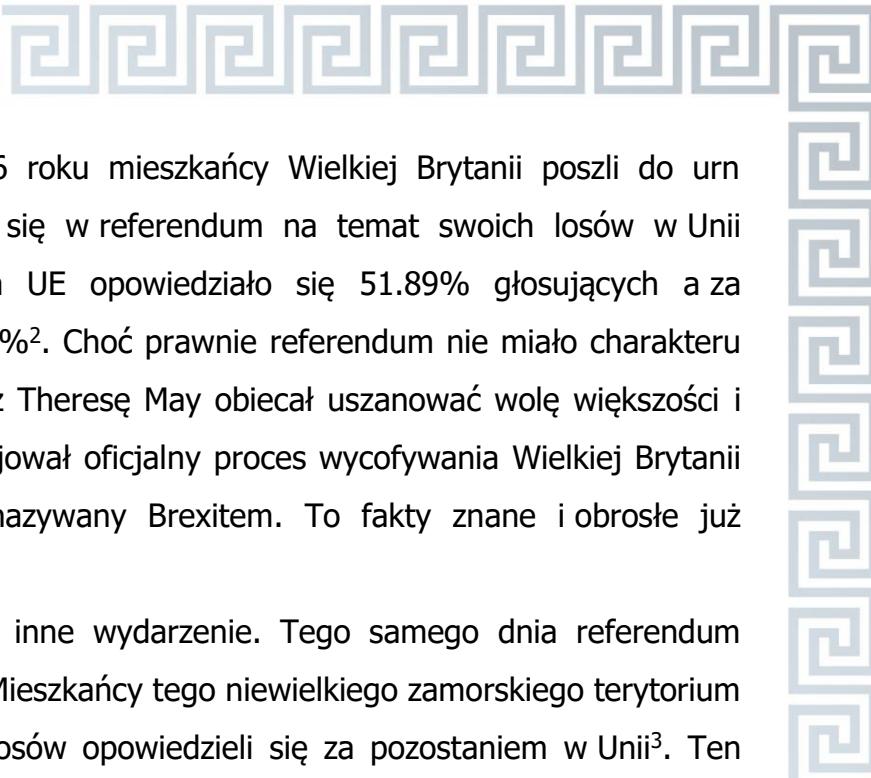 6 roku mieszkańcy Wielkiej Brytanii poszli do urn
się w referendum na temat swoich losów w Unii
UE opowiedziało się 51.89% głosujących a za
%². Choć prawnie referendum nie miało charakteru
z Theresę May obiecał uszanować wolę większości i
jował oficjalny proces wycofywania Wielkiej Brytanii
nazywany Brexitem. To fakty znane i obrosłe już
inne wydarzenie. Tego samego dnia referendum
Mieszkańcy tego niewielkiego zamorskiego terytorium
osów opowiedzieli się za pozostaniem w Unii³. Ten